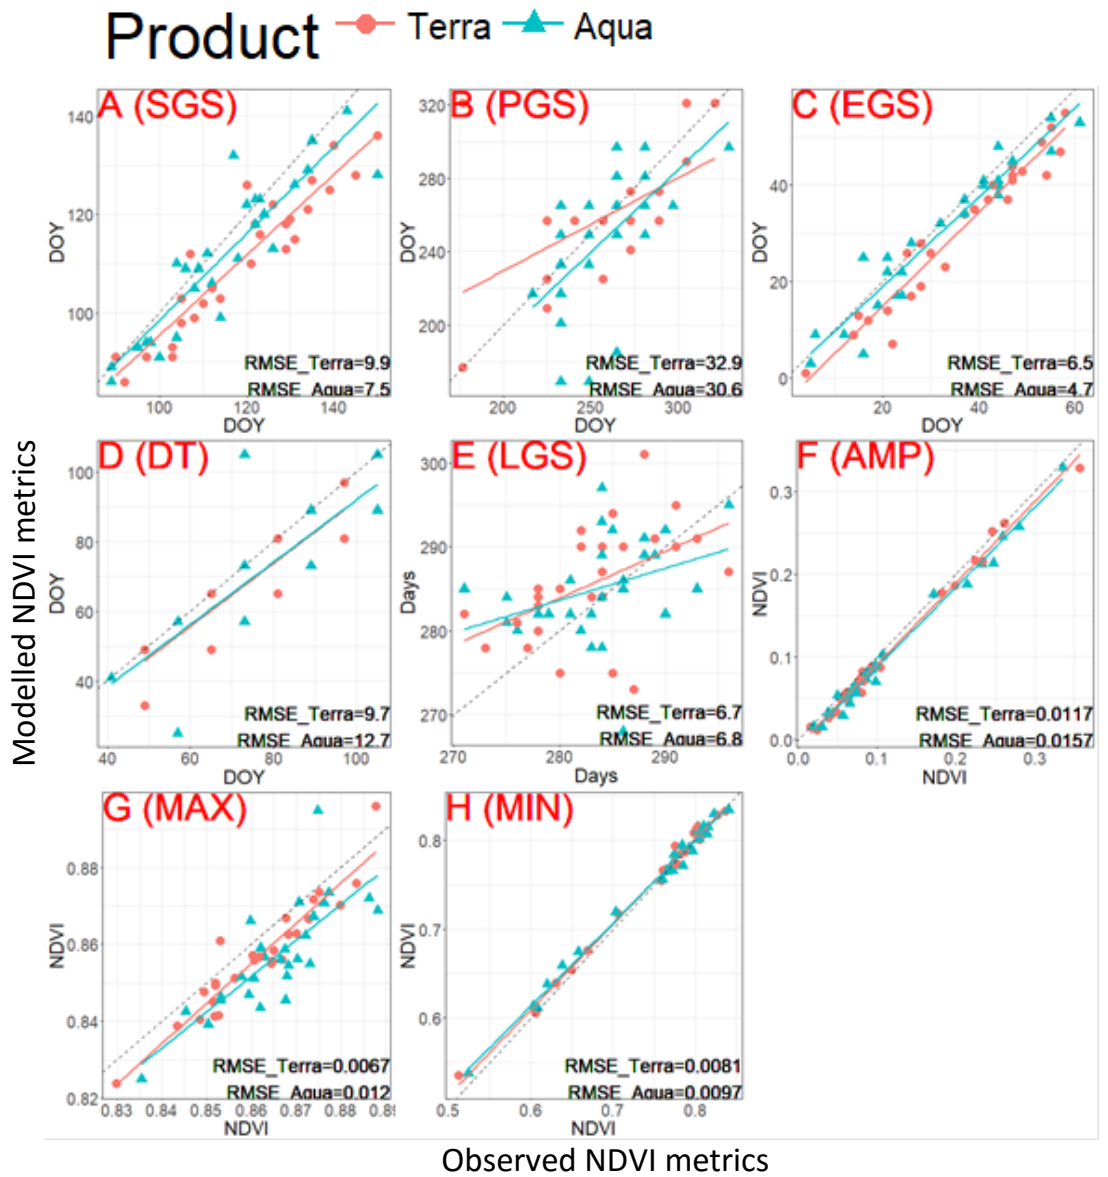 Product Terra Aqua
A (SGS)
140
120
100
DOY
RMSE_Terra=9.9
RMSE_Aqua=7.5
100 120 140
DOY
B (PGS)
320
280
240
200
DOY
RMSE_Terra=32.9
RMSE_Aqua=30.6
200 250 300
DOY
C (EGS)
40
20
0
DOY
RMSE_Terra=6.5
RMSE_Aqua=4.7
20 40 60
DOY
Modelled NDVI metrics
D (DT)
100
80
60
40
DOY
RMSE_Terra=9.7
RMSE_Aqua=12.7
40 60 80 100
DOY
E (LGS)
300
290
280
270
Days
RMSE_Terra=6.7
RMSE_Aqua=6.8
270 280 290
Days
F (AMP)
0.3
0.2
0.1
0.0
NDVI
RMSE_Terra=0.0117
RMSE_Aqua=0.0157
0.0 0.1 0.2 0.3
NDVI
G (MAX)
0.88
0.86
0.84
0.82
NDVI
RMSE_Terra=0.0067
RMSE_Aqua=0.012
0.83 0.84 0.85 0.86 0.87 0.88
NDVI
H (MIN)
0.8
0.7
0.6
NDVI
RMSE_Terra=0.0081
RMSE_Aqua=0.0097
0.5 0.6 0.7 0.8
NDVI
Observed NDVI metrics